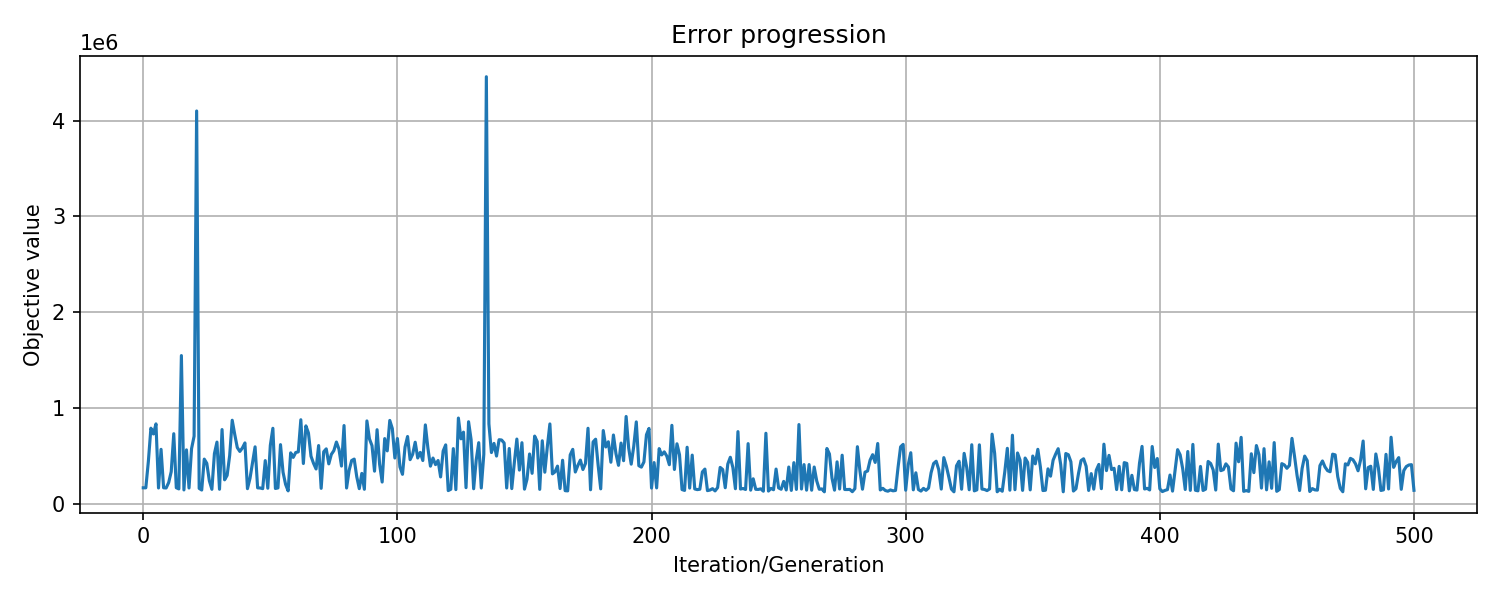 Error progression
1e6
4
3
2
1
0
Objective value
0 100 200 300 400 500
Iteration/Generation